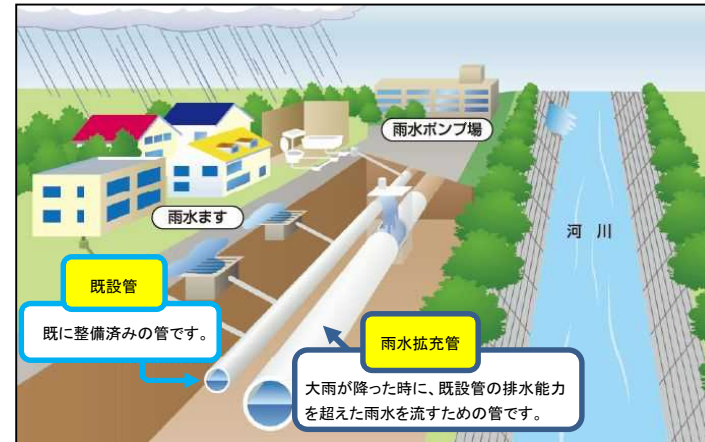 雨水ポンプ場
雨水ます
河川
既設管
既に整備済みの管です。
雨水拡充管
大雨が降った時に、既設管の排水能力
を超えた雨水を流すための管です。